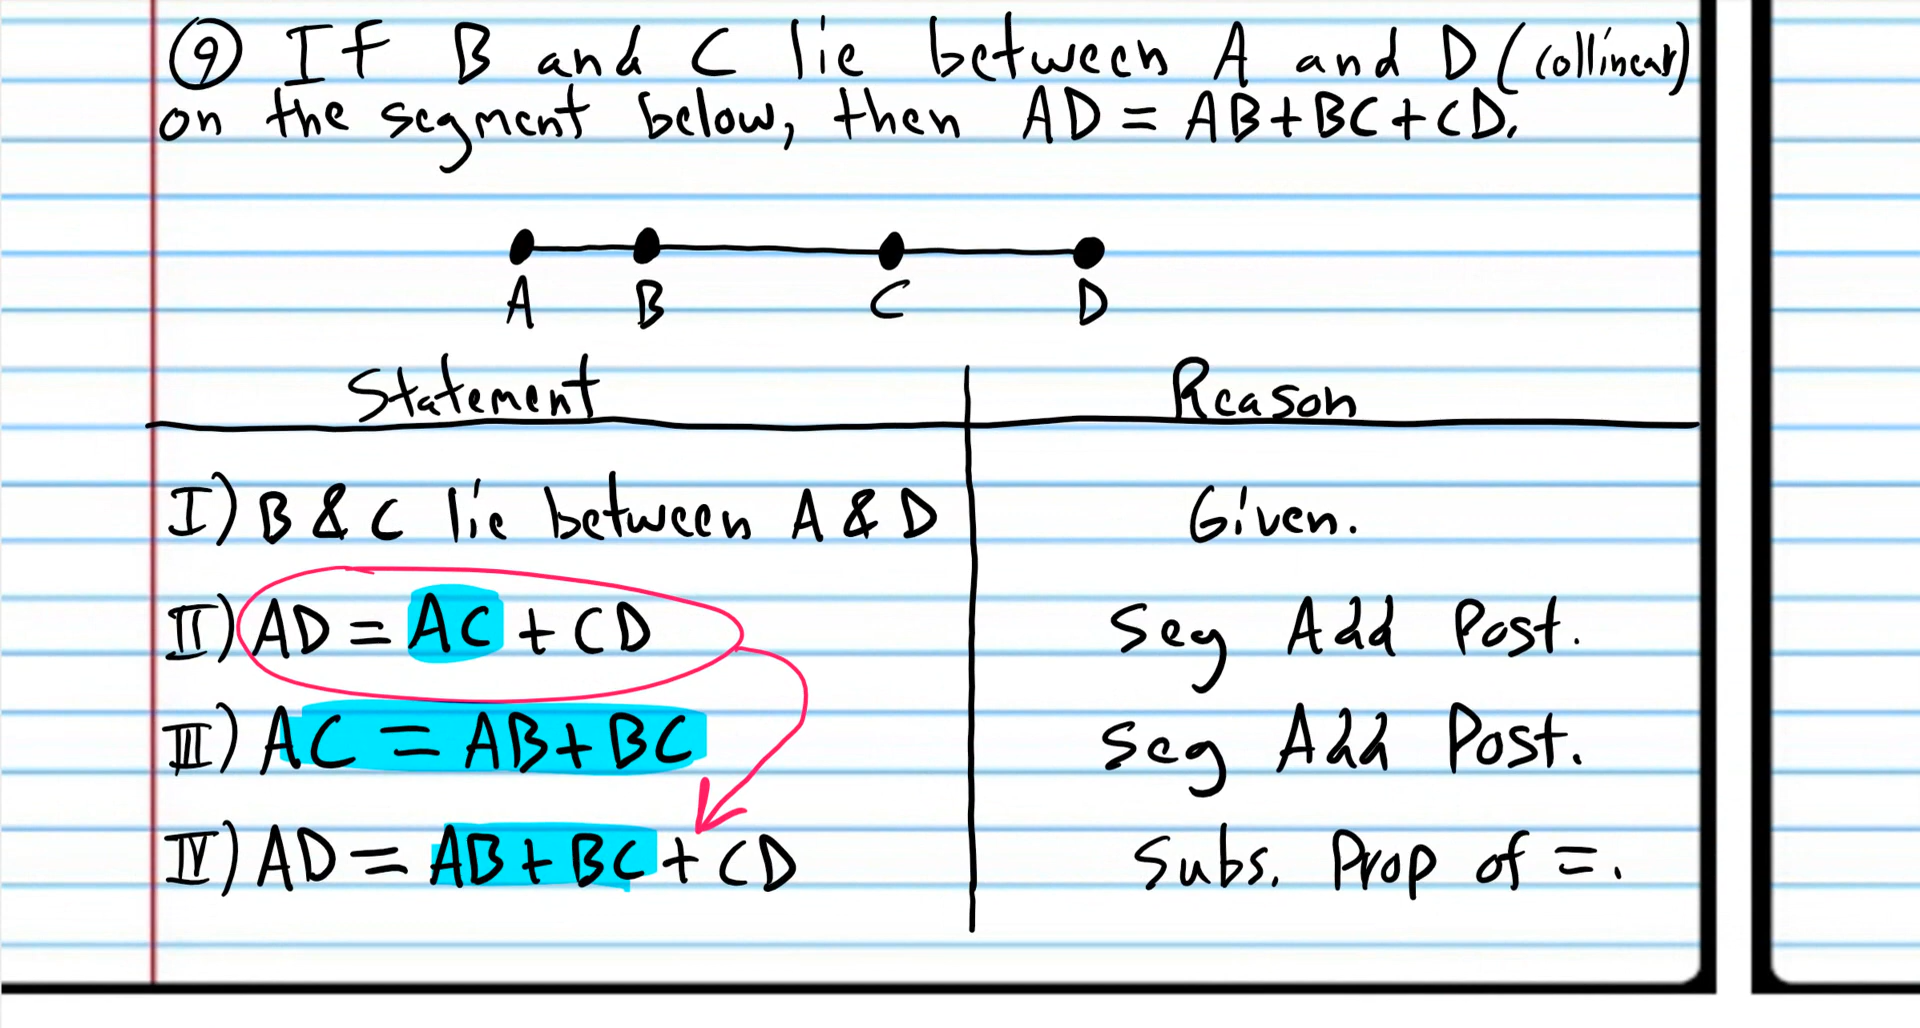 9 If B and C lie between A and D (collinear)
on the segment below, then AD = AB+BC+CD.
A B C D
Statement Reason
I) B & C lie between A & D Given.
II) AD = AC + CD Seg Add Post.
III) AC = AB+BC Seg Add Post.
IV) AD = AB+BC+CD Subs. Prop of =.